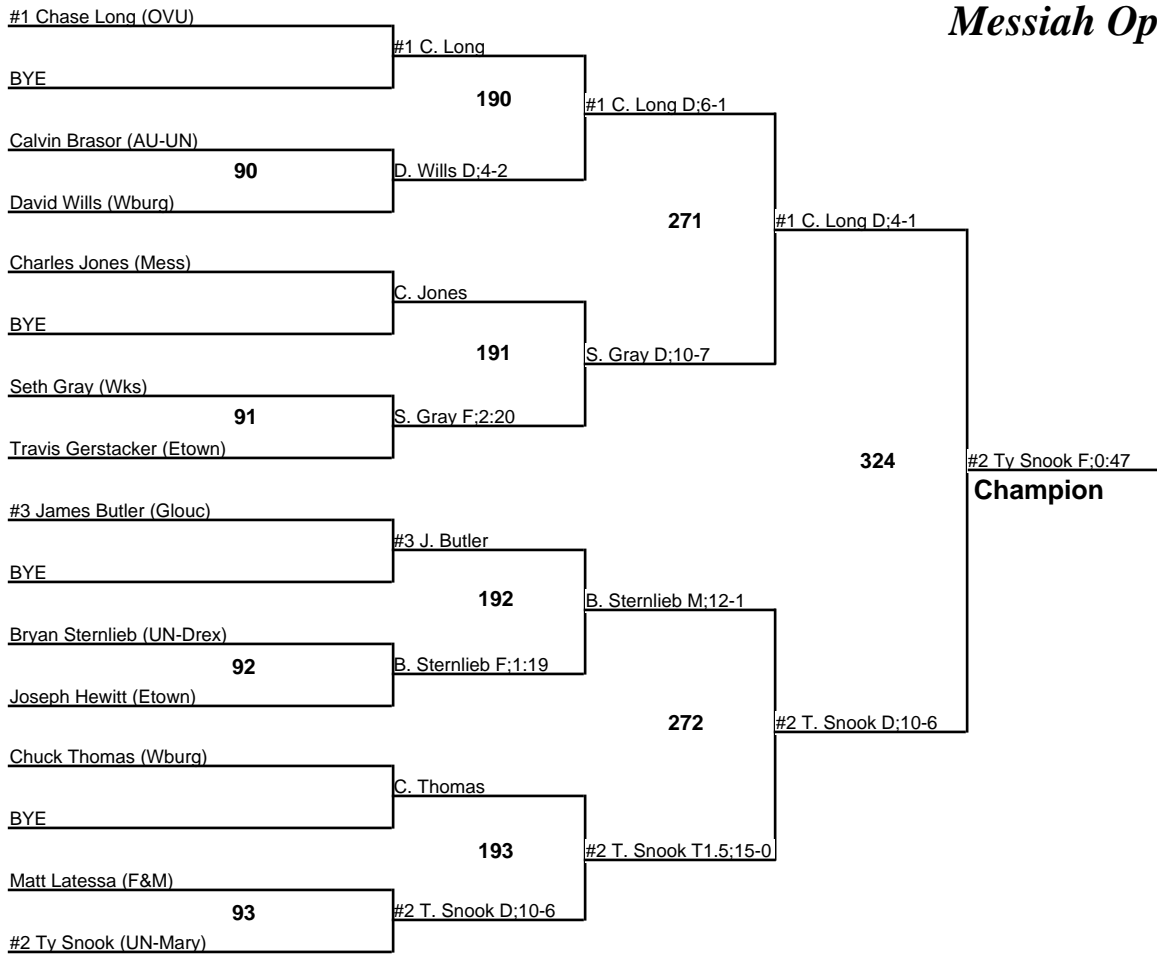 Messiah Op
#1 Chase Long (OVU)
#1 C. Long
BYE
190
#1 C. Long D;6-1
Calvin Brasor (AU-UN)
90
D. Wills D;4-2
David Wills (Wburg)
271
#1 C. Long D;4-1
Charles Jones (Mess)
C. Jones
BYE
191
S. Gray D;10-7
Seth Gray (Wks)
91
S. Gray F;2:20
Travis Gerstacker (Etown)
324
#2 Ty Snook F;0:47
Champion
#3 James Butler (Glouc)
#3 J. Butler
BYE
192
B. Sternlieb M;12-1
Bryan Sternlieb (UN-Drex)
92
B. Sternlieb F;1:19
Joseph Hewitt (Etown)
272
#2 T. Snook D;10-6
Chuck Thomas (Wburg)
C. Thomas
BYE
193
#2 T. Snook T1.5;15-0
Matt Latessa (F&M)
93
#2 T. Snook D;10-6
#2 Ty Snook (UN-Mary)